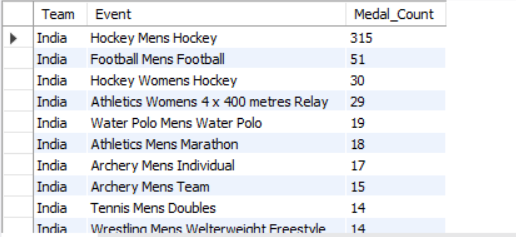 Team Event Medal_Count
India Hockey Mens Hockey 315
India Football Mens Football 51
India Hockey Womens Hockey 30
India Athletics Womens 4 x 400 metres Relay 29
India Water Polo Mens Water Polo 19
India Athletics Mens Marathon 18
India Archery Mens Individual 17
India Archery Mens Team 15
India Tennis Mens Doubles 14
India Wrestling Mens Welterweight Freestyle 14